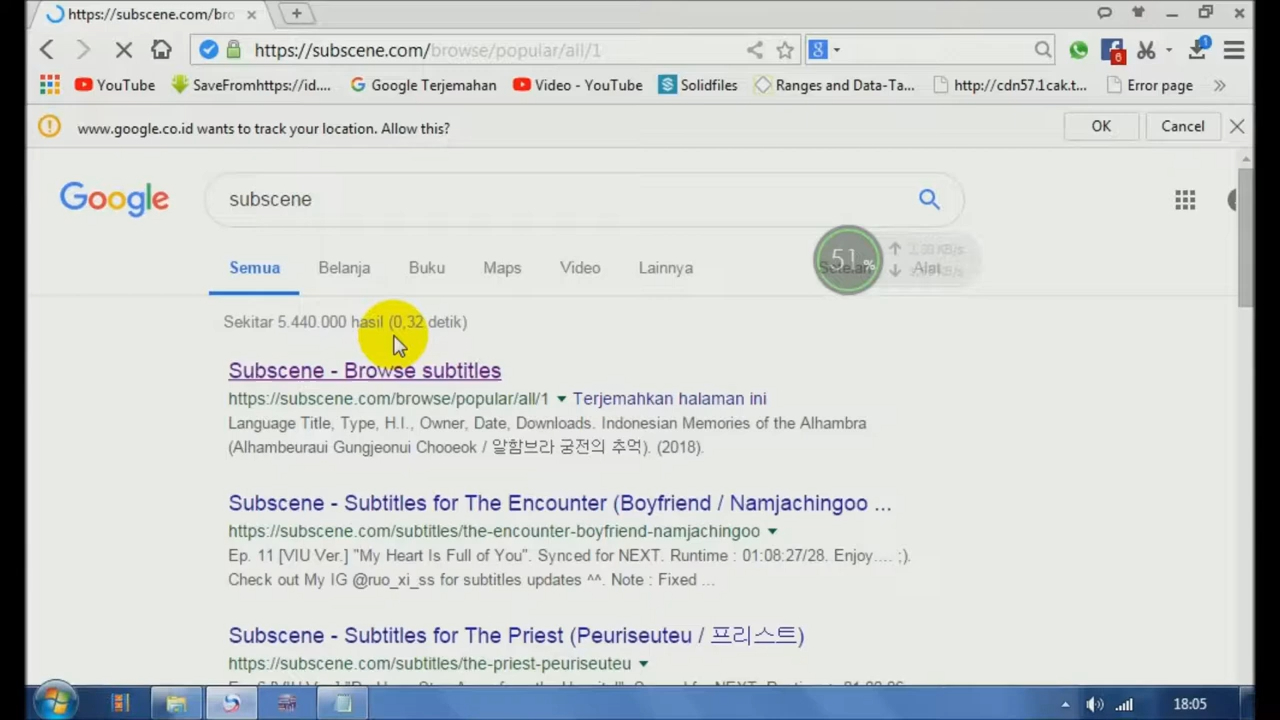 https://subscene.com/bro
https://subscene.com/browse/popular/all/1
6
1
YouTube
SaveFromhttps://id....
Google Terjemahan
Video - YouTube
Solidfiles
Ranges and Data-Ta...
http://cdn57.1cak.t...
Error page
www.google.co.id wants to track your location. Allow this?
OK
Cancel
Google
subscene
Semua
Belanja
Buku
Maps
Video
Lainnya
Setelan
Alat
51%
Sekitar 5.440.000 hasil (0,32 detik)
Subscene - Browse subtitles
https://subscene.com/browse/popular/all/1
Terjemahkan halaman ini
Language Title, Type, H.I., Owner, Date, Downloads. Indonesian Memories of the Alhambra
(Alhambeuraui Gungjeonui Chooeok / 알함브라 궁전의 추억). (2018).
Subscene - Subtitles for The Encounter (Boyfriend / Namjachingoo ...
https://subscene.com/subtitles/the-encounter-boyfriend-namjachingoo
Ep. 11 [VIU Ver.] "My Heart Is Full of You". Synced for NEXT. Runtime : 01:08:27/28. Enjoy.... ;).
Check out My IG @ruo_xi_ss for subtitles updates ^^. Note : Fixed ...
Subscene - Subtitles for The Priest (Peuriseuteu / 프리스트)
https://subscene.com/subtitles/the-priest-peuriseuteu
18:05